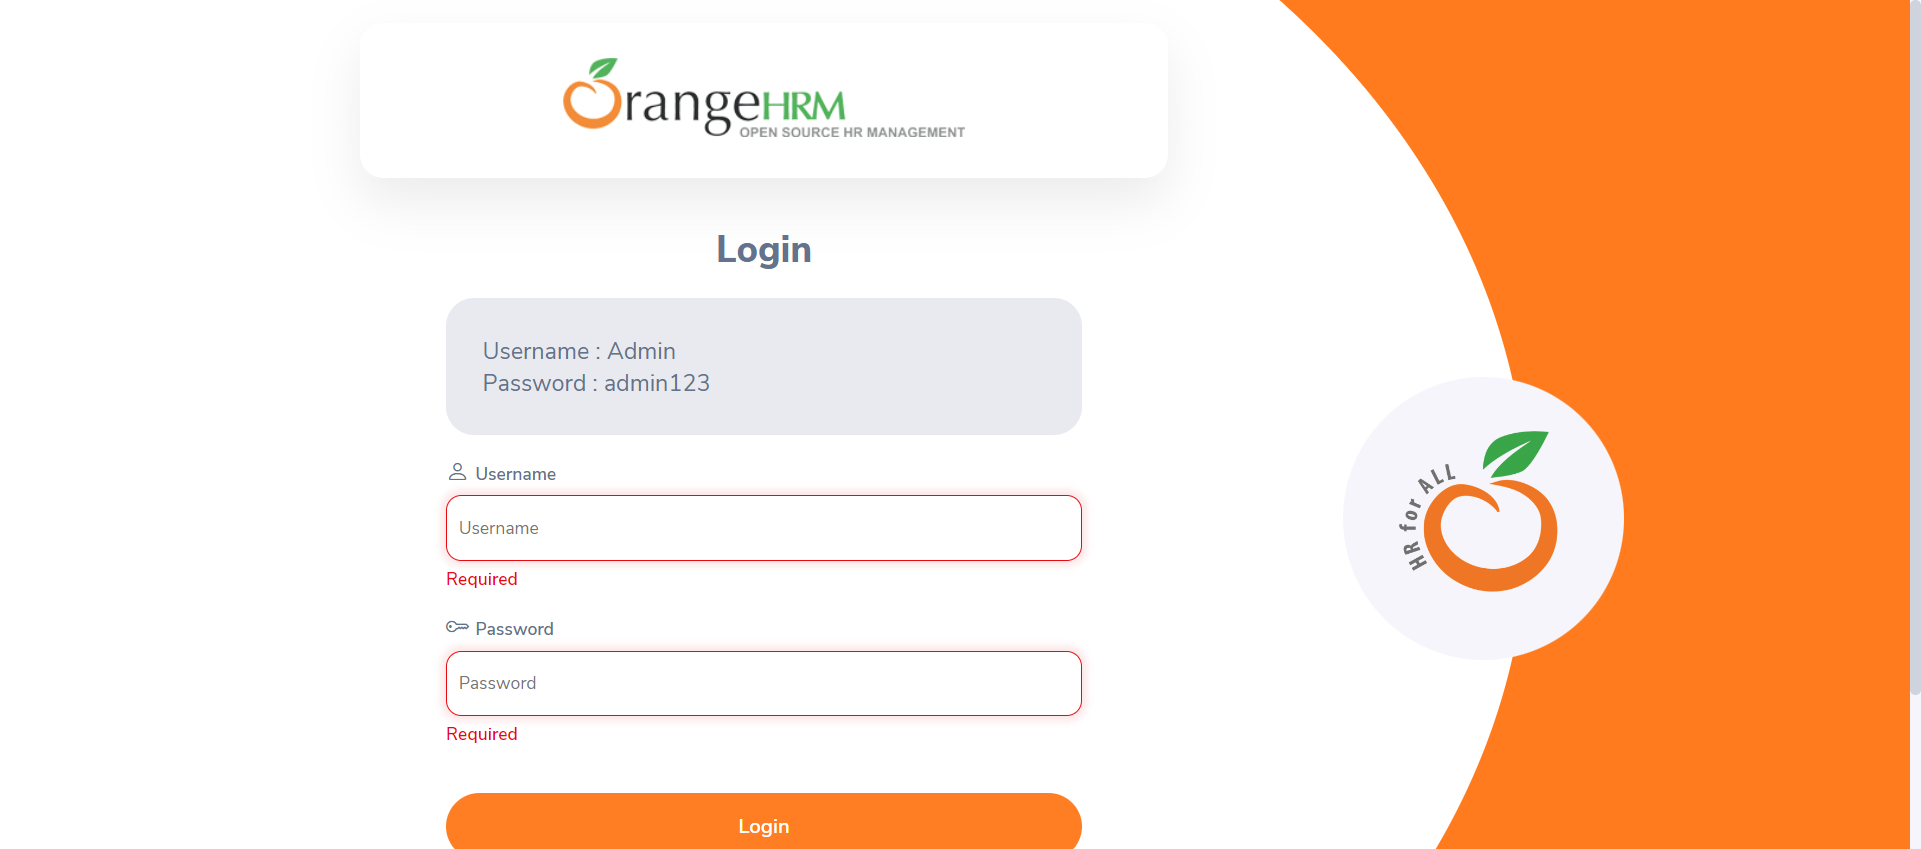 OrangeHRM
OPEN SOURCE HR MANAGEMENT
Login
Username : Admin
Password : admin123
Username
Username
Required
Password
Password
Required
Login
HR for ALL